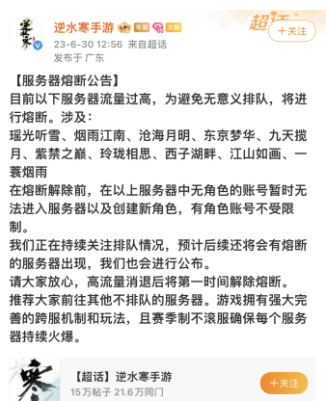 逆水寒手游
23-6-30 12:56 来自超话
发布于 广东
超话
+关注
【服务器熔断公告】
目前以下服务器流量过高，为避免无意义排队，将进
行熔断。涉及：
瑶光听雪、烟雨江南、沧海月明、东京梦华、九天揽
月、紫禁之巅、玲珑相思、西子湖畔、江山如画、一
蓑烟雨
在熔断解除前，在以上服务器中无角色的账号暂时无
法进入服务器以及创建新角色，有角色账号不受限
制。
我们正在持续关注排队情况，预计后续还将会有熔断
的服务器出现，我们也会进行公布。
请大家放心，高流量消退后将第一时间解除熔断。
推荐大家前往其他不排队的服务器。游戏拥有强大完
善的跨服机制和玩法，且赛季制不滚服确保每个服务
器持续火爆。
寒
【超话】逆水寒手游
15万帖子 21.6万同门
+关注